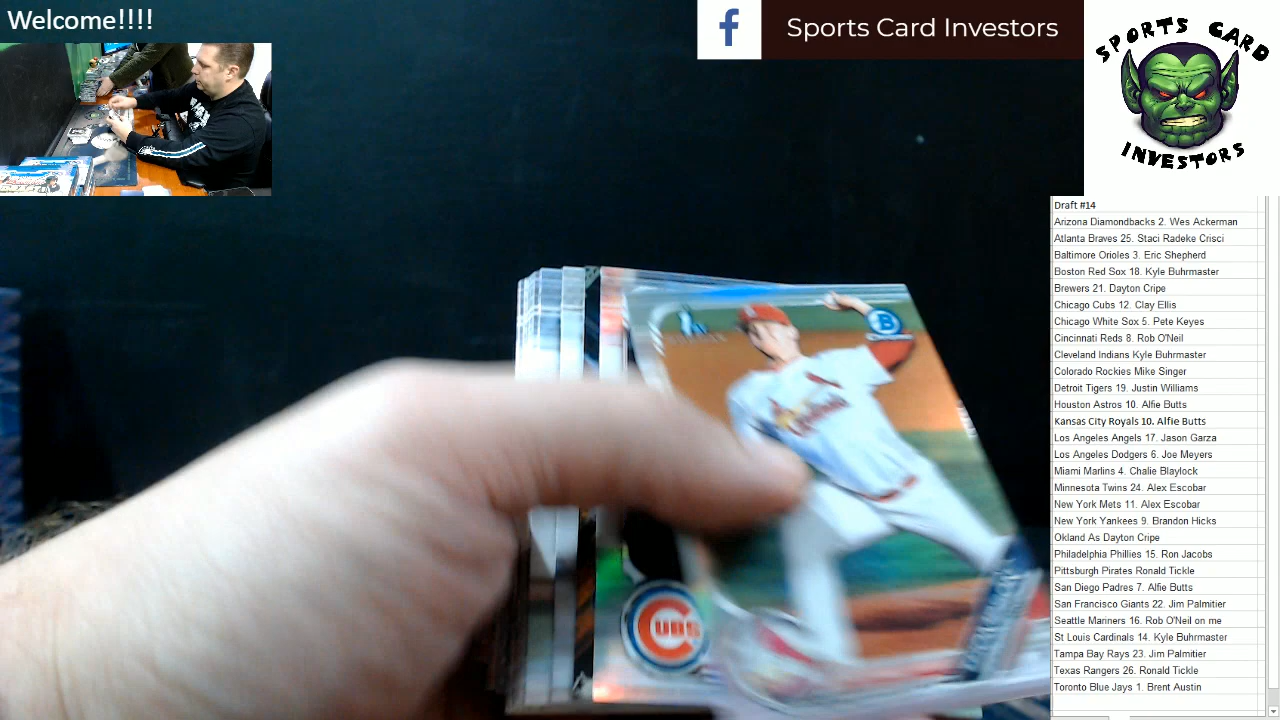 Welcome!!!!
Sports Card Investors
SPORTS CARD
INVESTORS
Draft #14
Arizona Diamondbacks 2. Wes Ackerman
Atlanta Braves 25. Staci Radeke Crisci
Baltimore Orioles 3. Eric Shepherd
Boston Red Sox 18. Kyle Buhrmaster
Brewers 21. Dayton Cripe
Chicago Cubs 12. Clay Ellis
Chicago White Sox 5. Pete Keyes
Cincinnati Reds 8. Rob O'Neil
Cleveland Indians Kyle Buhrmaster
Colorado Rockies Mike Singer
Detroit Tigers 19. Justin Williams
Houston Astros 10. Alfie Butts
Kansas City Royals 10. Alfie Butts
Los Angeles Angels 17. Jason Garza
Los Angeles Dodgers 6. Joe Meyers
Miami Marlins 4. Chalie Blaylock
Minnesota Twins 24. Alex Escobar
New York Mets 11. Alex Escobar
New York Yankees 9. Brandon Hicks
Okland As Dayton Cripe
Philadelphia Phillies 15. Ron Jacobs
Pittsburgh Pirates Ronald Tickle
San Diego Padres 7. Alfie Butts
San Francisco Giants 22. Jim Palmitier
Seattle Mariners 16. Rob O'Neil on me
St Louis Cardinals 14. Kyle Buhrmaster
Tampa Bay Rays 23. Jim Palmitier
Texas Rangers 26. Ronald Tickle
Toronto Blue Jays 1. Brent Austin
B
Cardinals
CUBS